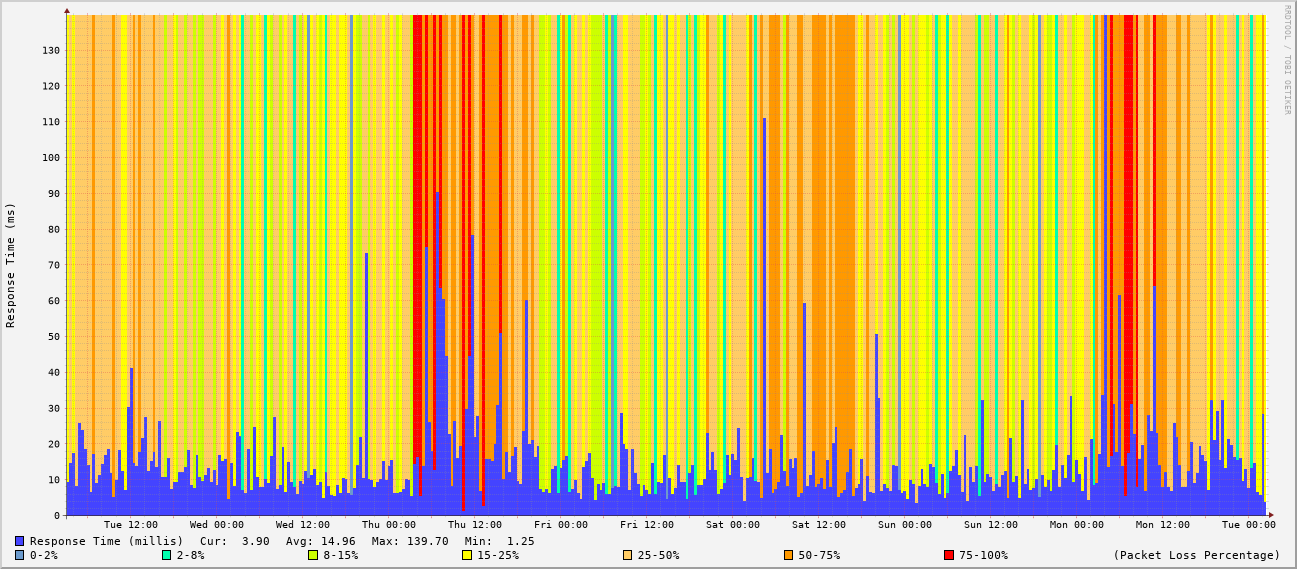 RRDTOOL / TOBI OETIKER
Response Time (ms)
130
120
110
100
90
80
70
60
50
40
30
20
10
0
Tue 12:00 Wed 00:00 Wed 12:00 Thu 00:00 Thu 12:00 Fri 00:00 Fri 12:00 Sat 00:00 Sat 12:00 Sun 00:00 Sun 12:00 Mon 00:00 Mon 12:00 Tue 00:00
Response Time (millis) Cur: 3.90 Avg: 14.96 Max: 139.70 Min: 1.25
0-2% 2-8% 8-15% 15-25% 25-50% 50-75% 75-100% (Packet Loss Percentage)